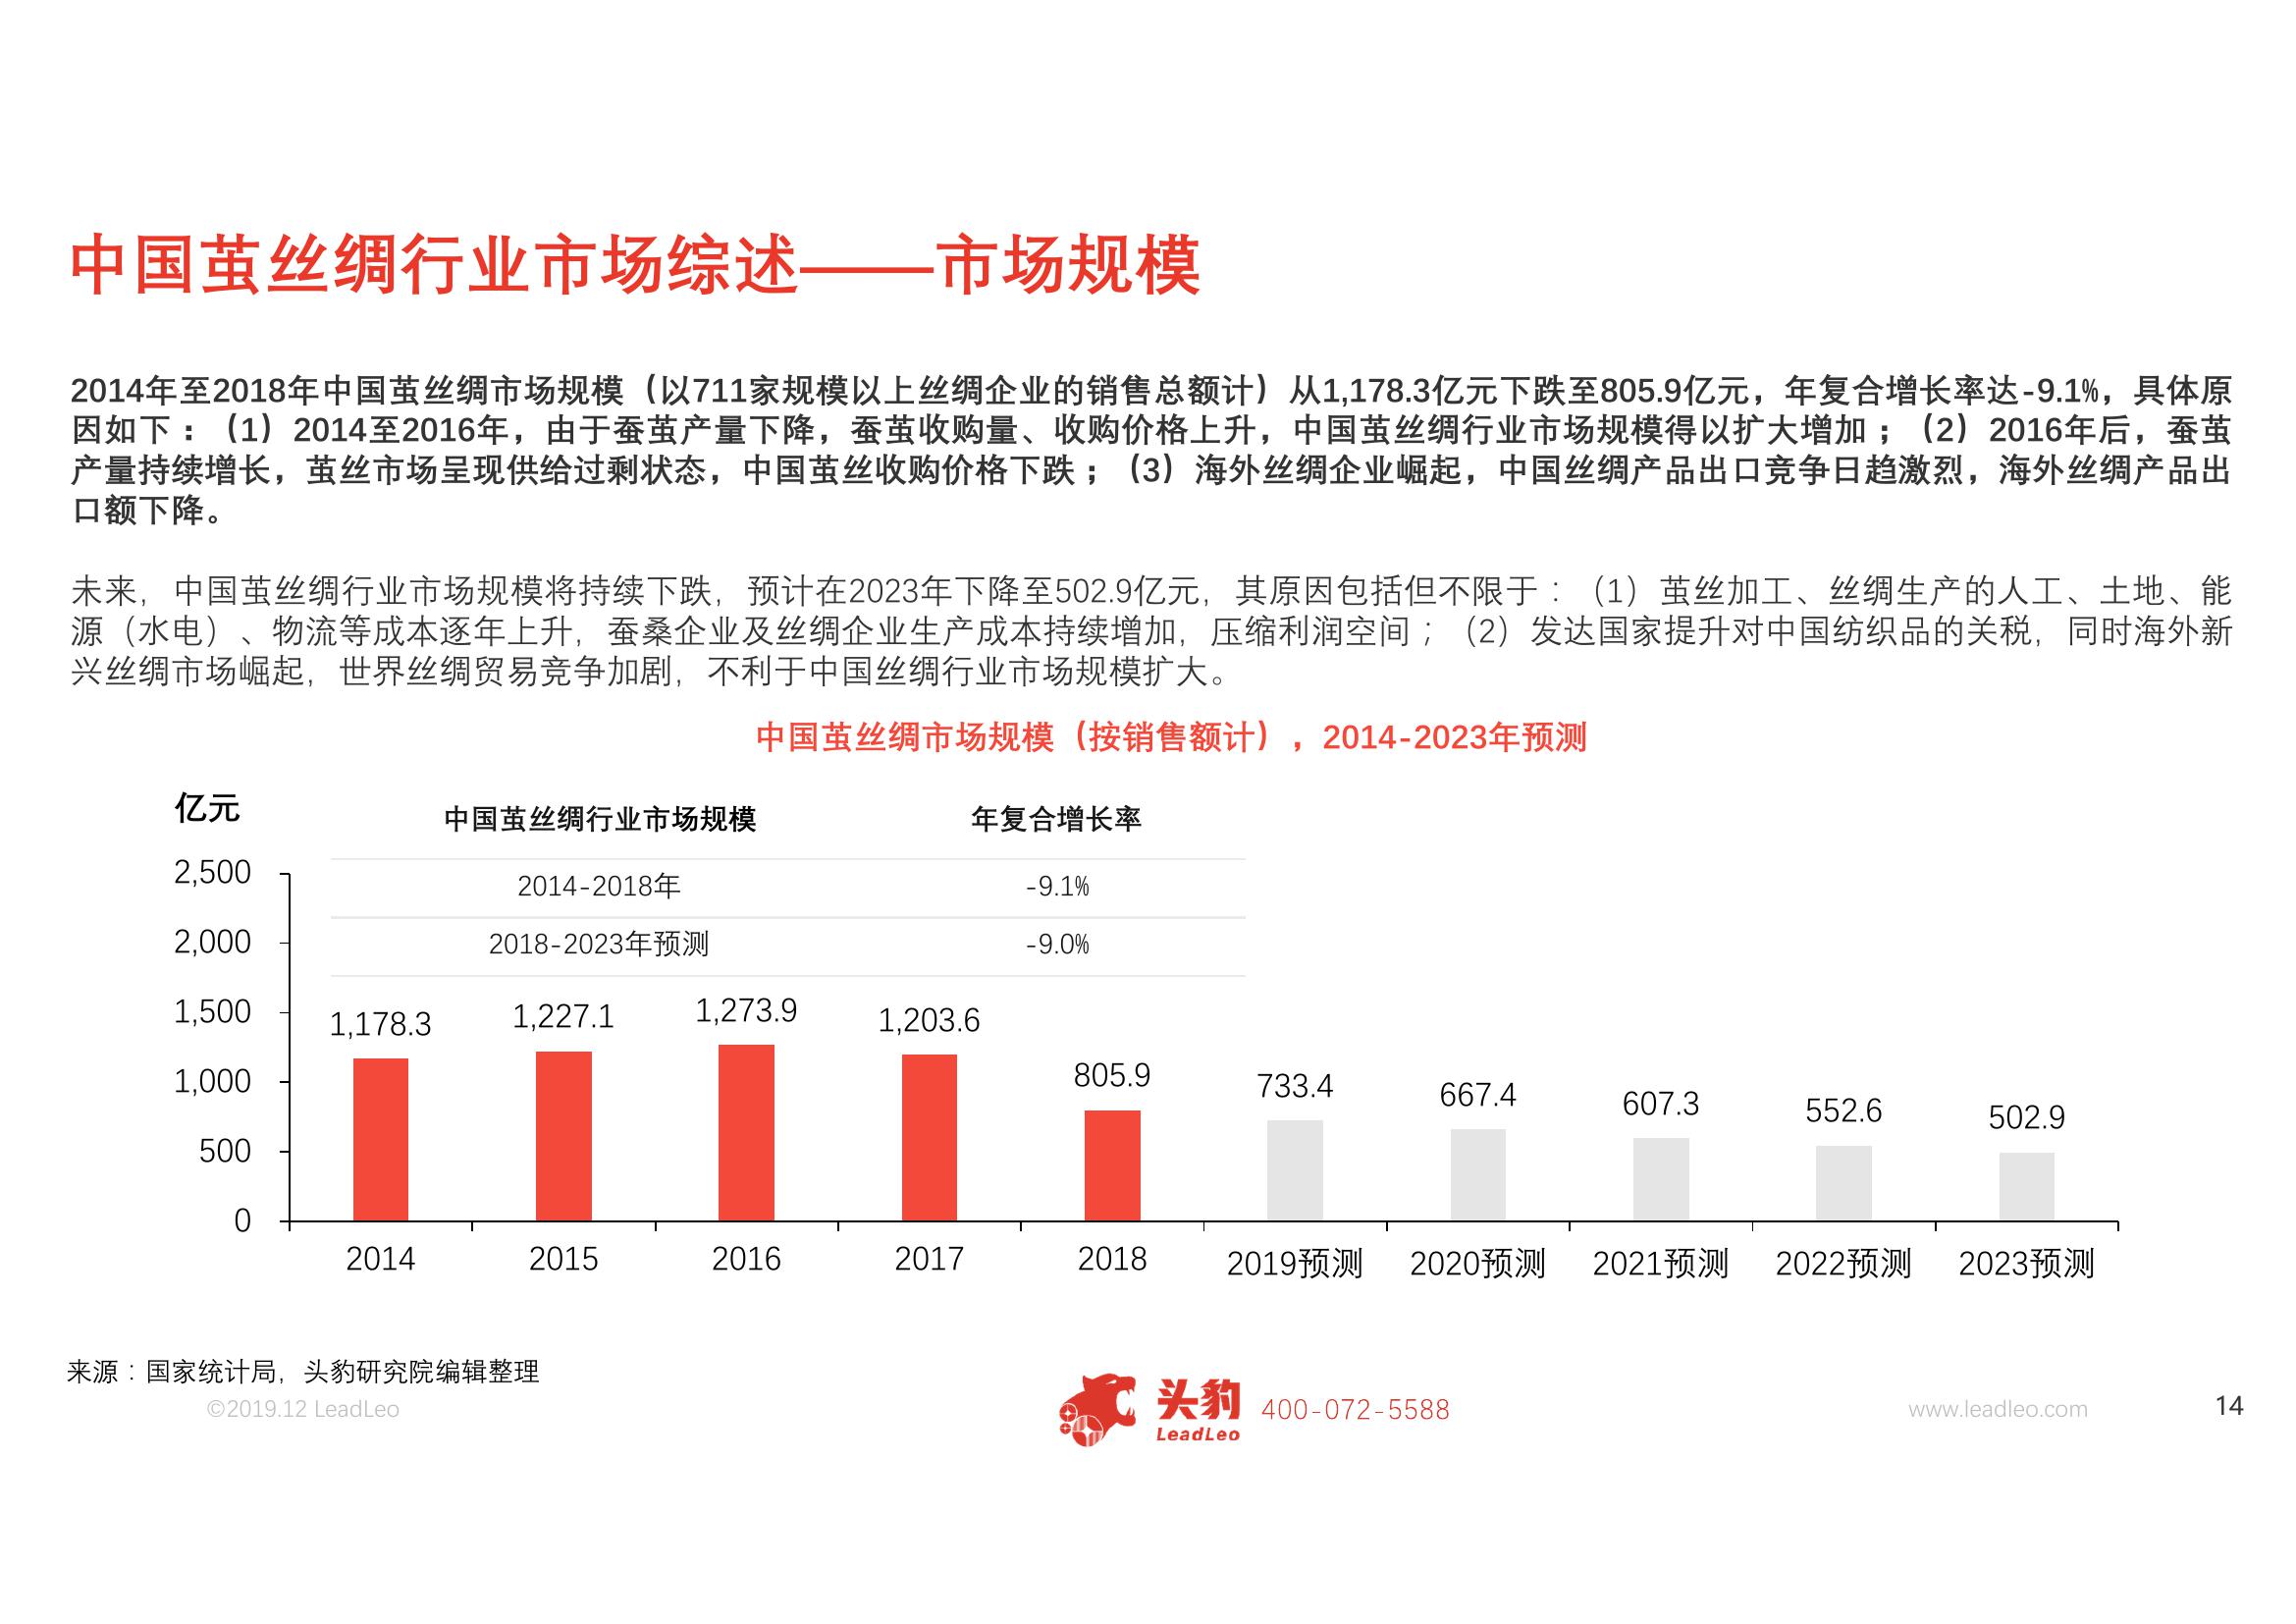 中国茧丝绸行业市场综述——市场规模
2014年至2018年中国茧丝绸市场规模（以711家规模以上丝绸企业的销售总额计）从1,178.3亿元下跌至805.9亿元，年复合增长率达-9.1%，具体原
因如下：（1）2014至2016年，由于蚕茧产量下降，蚕茧收购量、收购价格上升，中国茧丝绸行业市场规模得以扩大增加；（2）2016年后，蚕茧
产量持续增长，茧丝市场呈现供给过剩状态，中国茧丝收购价格下跌；（3）海外丝绸企业崛起，中国丝绸产品出口竞争日趋激烈，海外丝绸产品出
口额下降。
未来，中国茧丝绸行业市场规模将持续下跌，预计在2023年下降至502.9亿元，其原因包括但不限于：（1）茧丝加工、丝绸生产的人工、土地、能
源（水电）、物流等成本逐年上升，蚕桑企业及丝绸企业生产成本持续增加，压缩利润空间；（2）发达国家提升对中国纺织品的关税，同时海外新
兴丝绸市场崛起，世界丝绸贸易竞争加剧，不利于中国丝绸行业市场规模扩大。
中国茧丝绸市场规模（按销售额计），2014-2023年预测
亿元
中国茧丝绸行业市场规模 年复合增长率
2014-2018年 -9.1%
2018-2023年预测 -9.0%
2,500
2,000
1,500
1,000
500
0
1,178.3 1,227.1 1,273.9 1,203.6 805.9 733.4 667.4 607.3 552.6 502.9
2014 2015 2016 2017 2018 2019预测 2020预测 2021预测 2022预测 2023预测
来源：国家统计局，头豹研究院编辑整理
©2019.12 LeadLeo
头豹
LeadLeo
400-072-5588
www.leadleo.com
14